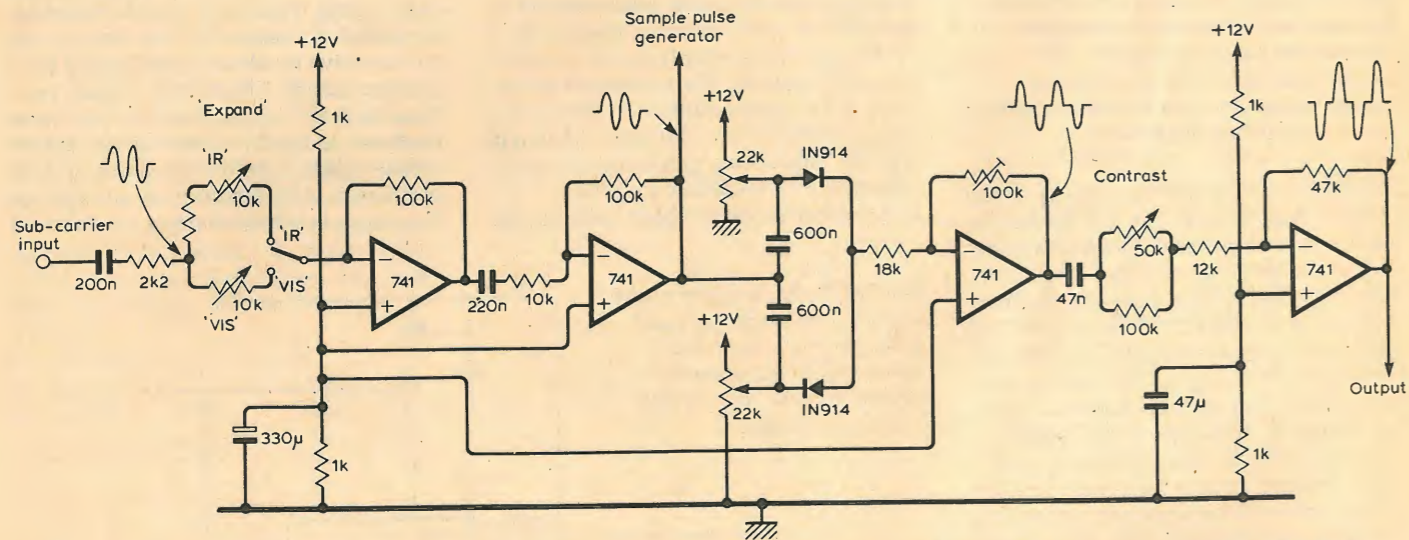 Sample pulse
generator
+12V
+12V
'Expand'
1k
1k
'IR'
+12V
10k
22k
IN914
100k
100k
100k
Contrast
47k
Sub-carrier
input
'IR'
600n
50k
200n
2k2
'VIS'
741
220n
10k
741
18k
741
47n
12k
741
10k
'VIS'
600n
100k
+12V
Output
22k
IN914
330µ
47µ
1k
1k
−
+
−
+
−
+
−
+